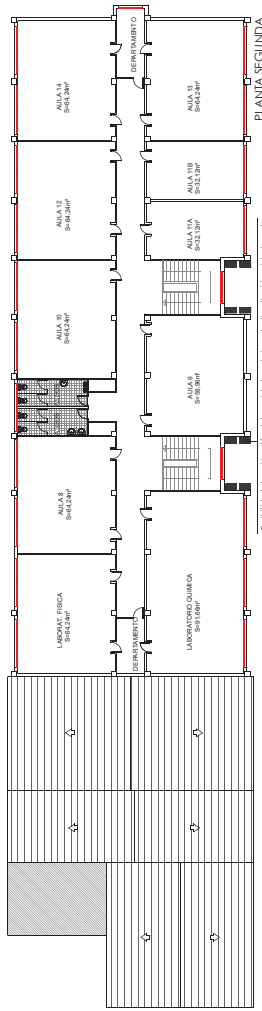 AULA 14
S=64,24m²
AULA 12
S=64,24m²
AULA 10
S=64,24m²
AULA 8
S=64,24m²
LABORAT. FISICA
S=64,24m²
DEPARTAMENTO
DEPARTAMENTO
AULA 13
S=64,24m²
AULA 11B
S=32,12m²
AULA 11A
S=32,12m²
AULA 9
S=58,96m²
LABORATORIO QUIMICA
S=91,66m²
PLANTA SEGUNDA